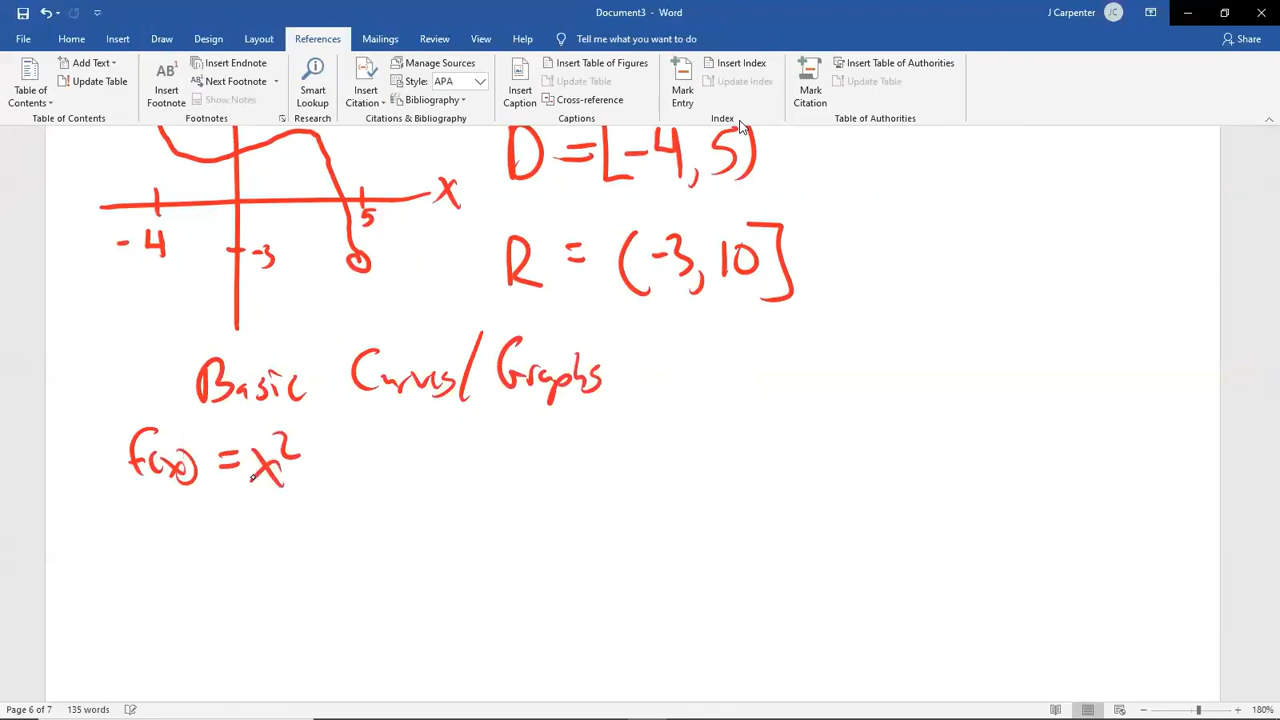 Document3 - Word
J Carpenter
JC
File
Home
Insert
Draw
Design
Layout
References
Mailings
Review
View
Help
Tell me what you want to do
Share
Table of Contents
Add Text
Update Table
Table of Contents
AB1
Insert Footnote
Insert Endnote
Next Footnote
Show Notes
Footnotes
Smart Lookup
Research
Insert Citation
Manage Sources
Style: APA
Bibliography
Citations & Bibliography
Insert Caption
Insert Table of Figures
Update Table
Cross-reference
Captions
Mark Entry
Insert Index
Update Index
Index
Mark Citation
Insert Table of Authorities
Update Table
Table of Authorities
D = [-4, 5)
x
5
-4
-3
R = (-3, 10]
Basic Curves/Graphs
f(x) = x²
Page 6 of 7
135 words
180%